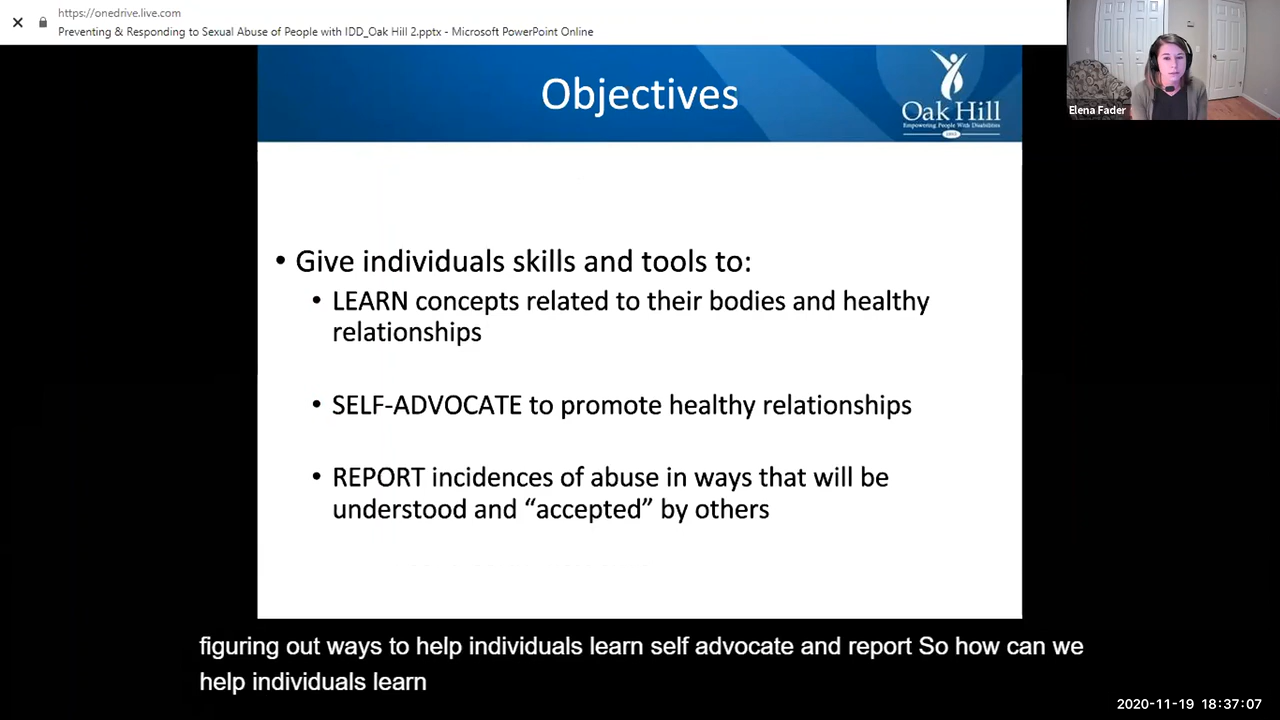 https://onedrive.live.com
Preventing & Responding to Sexual Abuse of People with IDD_Oak Hill 2.pptx - Microsoft PowerPoint Online
Elena Fader
Objectives
Oak Hill
Empowering People With Disabilities
• Give individuals skills and tools to:
• LEARN concepts related to their bodies and healthy
relationships
• SELF-ADVOCATE to promote healthy relationships
• REPORT incidences of abuse in ways that will be
understood and “accepted” by others
figuring out ways to help individuals learn self advocate and report So how can we
help individuals learn
2020-11-19 18:37:07